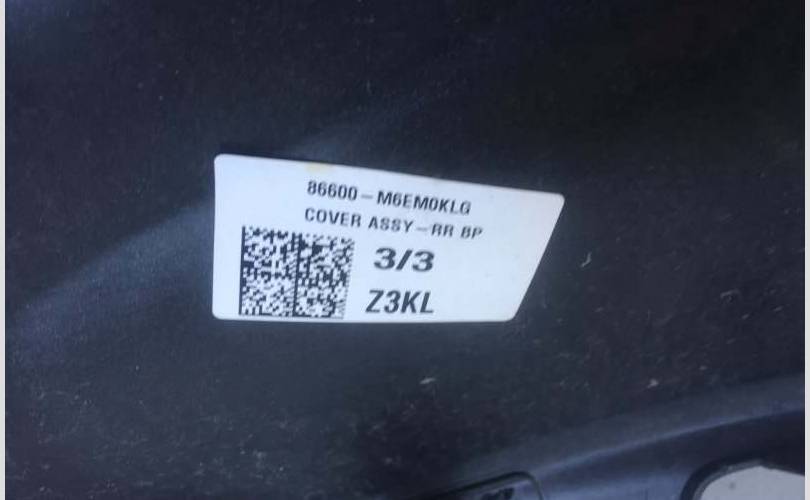 86600-M6EM0KLG
COVER ASSY-RR BP
3/3
Z3KL